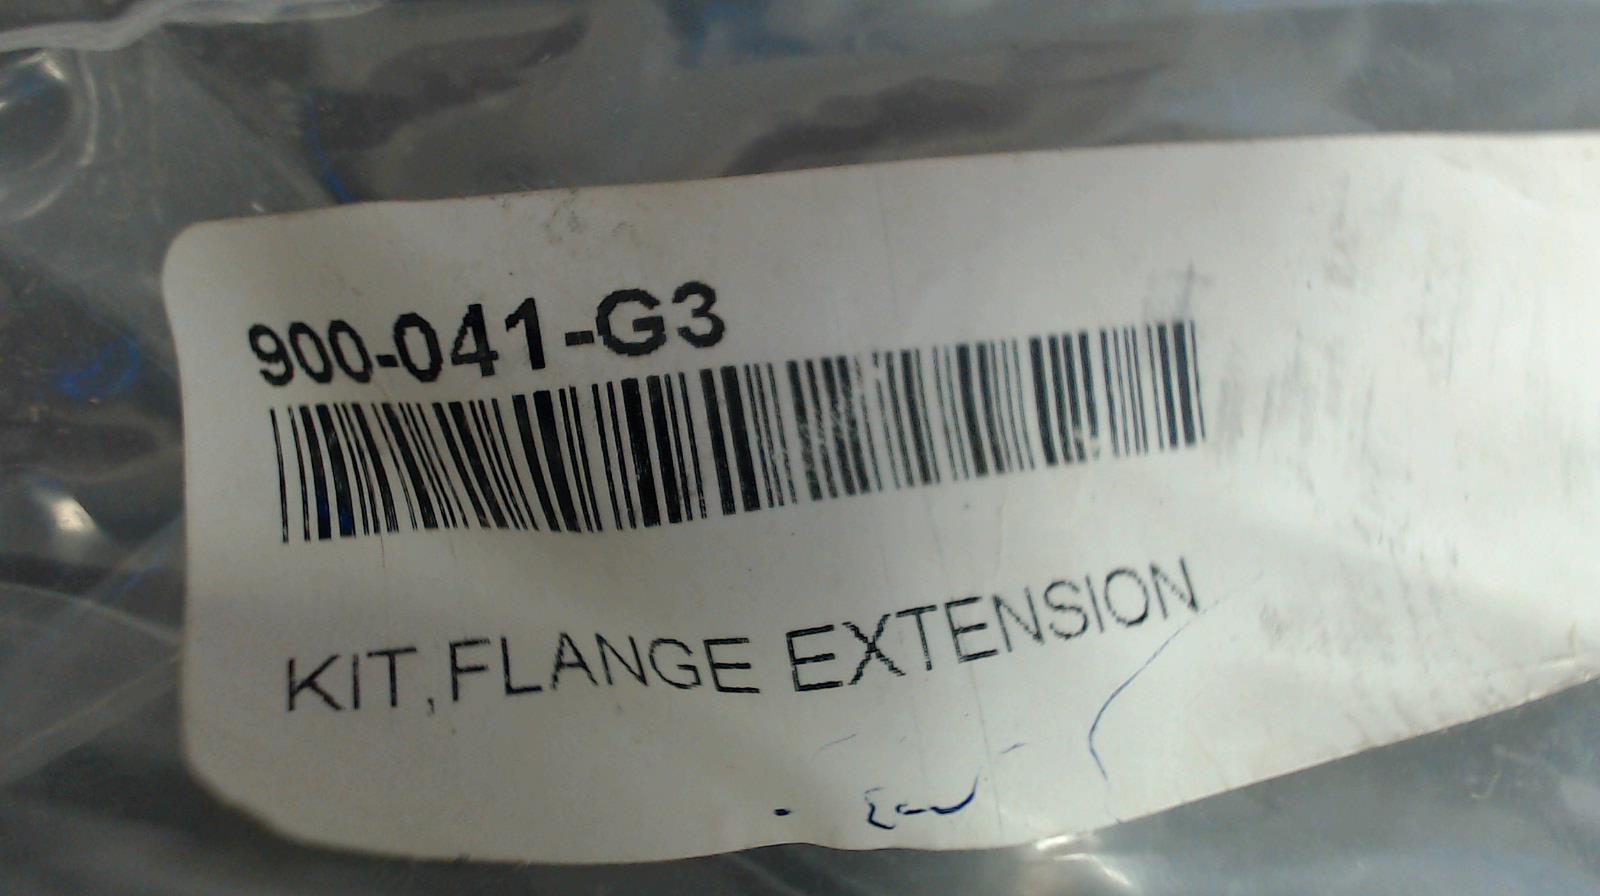 900-041-G3
KIT,FLANGE EXTENSION